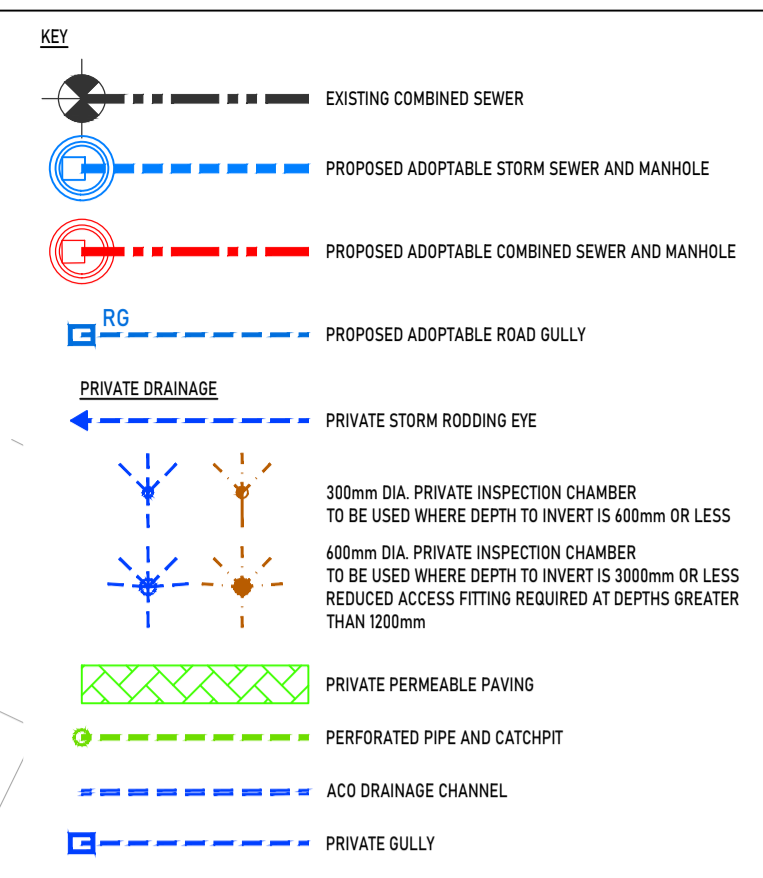 KEY
EXISTING COMBINED SEWER
PROPOSED ADOPTABLE STORM SEWER AND MANHOLE
PROPOSED ADOPTABLE COMBINED SEWER AND MANHOLE
RG
PROPOSED ADOPTABLE ROAD GULLY
PRIVATE DRAINAGE
PRIVATE STORM RODDING EYE
300mm DIA. PRIVATE INSPECTION CHAMBER
TO BE USED WHERE DEPTH TO INVERT IS 600mm OR LESS
600mm DIA. PRIVATE INSPECTION CHAMBER
TO BE USED WHERE DEPTH TO INVERT IS 3000mm OR LESS
REDUCED ACCESS FITTING REQUIRED AT DEPTHS GREATER
THAN 1200mm
PRIVATE PERMEABLE PAVING
PERFORATED PIPE AND CATCHPIT
ACO DRAINAGE CHANNEL
PRIVATE GULLY